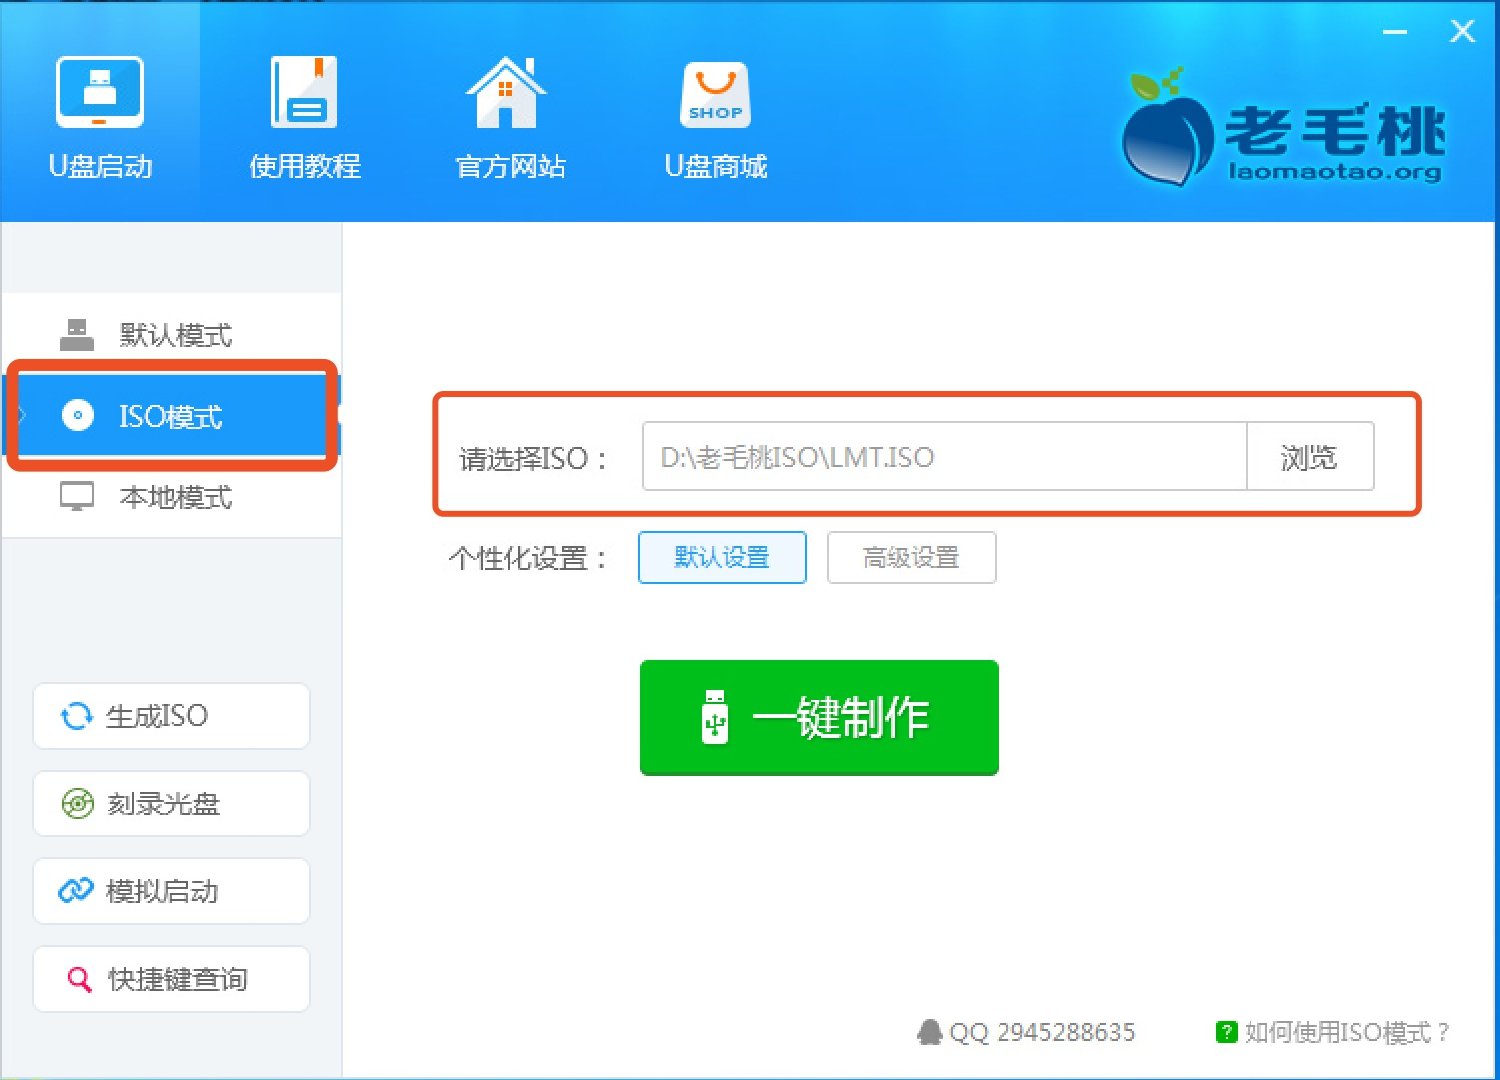 U盘启动
使用教程
官方网站
SHOP
U盘商城
老毛桃
laomaotao.org
默认模式
ISO模式
本地模式
请选择ISO：
D:\老毛桃ISO\LMT.ISO
浏览
个性化设置：
默认设置
高级设置
一键制作
生成ISO
刻录光盘
模拟启动
快捷键查询
QQ 2945288635
如何使用ISO模式？